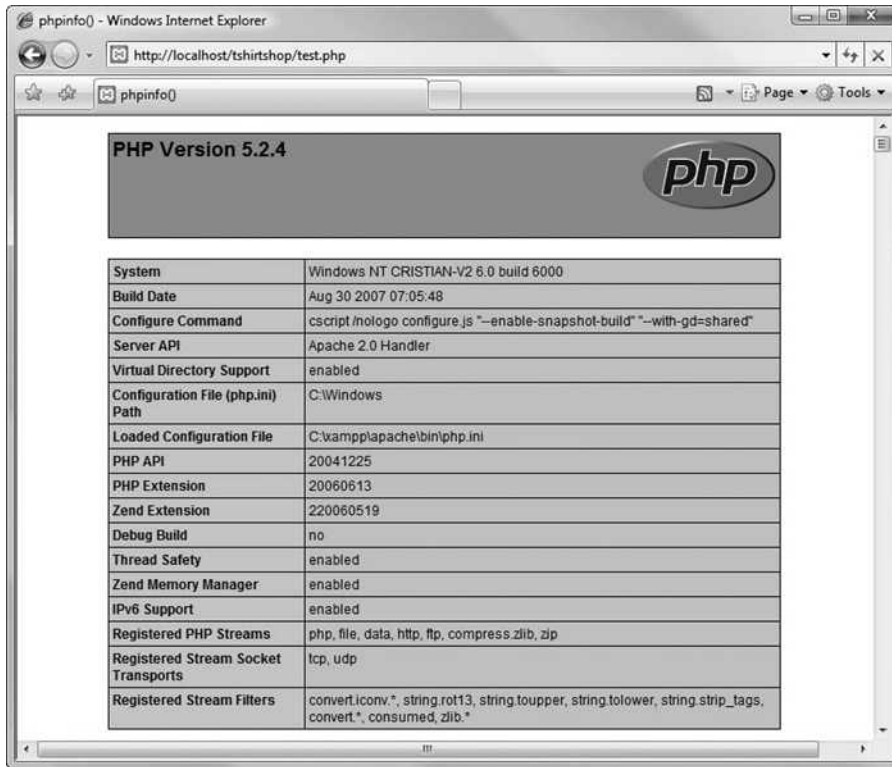 phpinfo() - Windows Internet Explorer
http://localhost/tshirtshop/test.php
phpinfo()
Page
Tools
PHP Version 5.2.4
php
System Windows NT CRISTIAN-V2 6.0 build 6000
Build Date Aug 30 2007 07:05:48
Configure Command cscript /nologo configure.js "--enable-snapshot-build" "--with-gd=shared"
Server API Apache 2.0 Handler
Virtual Directory Support enabled
Configuration File (php.ini) C:\Windows
Path
Loaded Configuration File C:\xampp\apache\bin\php.ini
PHP API 20041225
PHP Extension 20060613
Zend Extension 220060519
Debug Build no
Thread Safety enabled
Zend Memory Manager enabled
IPv6 Support enabled
Registered PHP Streams php, file, data, http, ftp, compress.zlib, zip
Registered Stream Socket tcp, udp
Transports
Registered Stream Filters convert.iconv.*, string.rot13, string.toupper, string.tolower, string.strip_tags,
convert.*, consumed, zlib.*